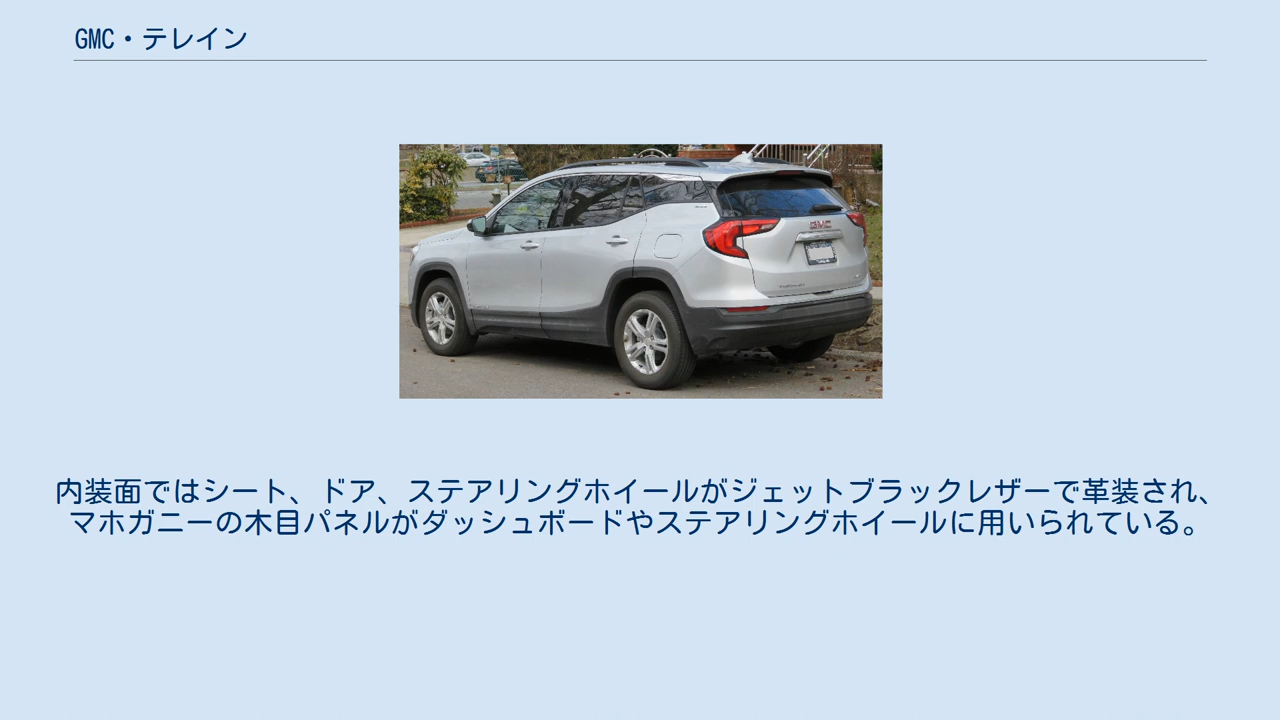 GMC・テレイン
GMC
内装面ではシート、ドア、ステアリングホイールがジェットブラックレザーで革装され、
マホガニーの木目パネルがダッシュボードやステアリングホイールに用いられている。